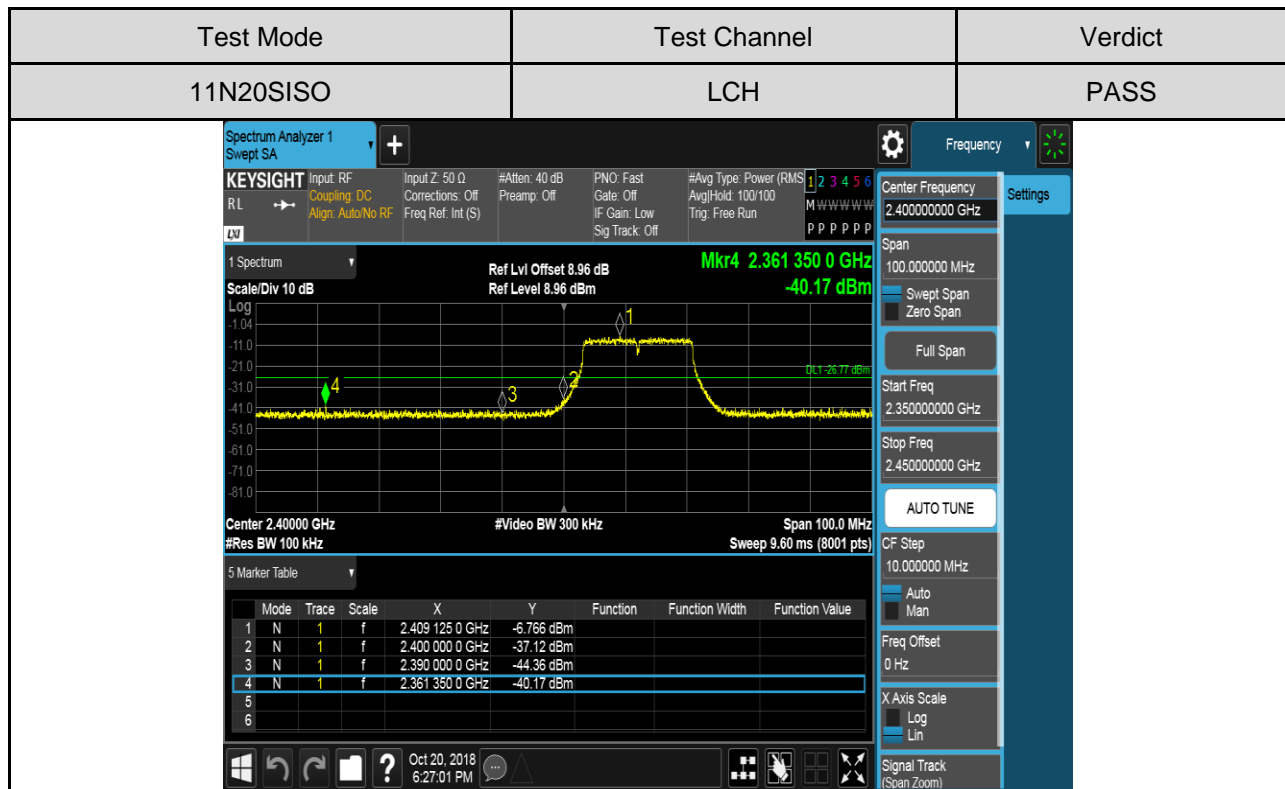 Test Mode Test Channel Verdict
11N20SISO LCH PASS
Spectrum Analyzer 1
Swept SA
+
Frequency
KEYSIGHT Input: RF Input Z: 50 Ω #Atten: 40 dB PNO: Fast #Avg Type: Power (RMS 1 2 3 4 5 6
RL Coupling: DC Corrections: Off Preamp: Off Gate: Off Avg|Hold: 100/100 M W W W W W
Align: Auto/No RF Freq Ref: Int (S) IF Gain: Low Trig: Free Run
LXI Sig Track: Off P P P P P P
1 Spectrum
Ref Lvl Offset 8.96 dB Mkr4 2.361 350 0 GHz
Scale/Div 10 dB Ref Level 8.96 dBm -40.17 dBm
Log
-1.04
-11.0
-21.0
-31.0
-41.0
-51.0
-61.0
-71.0
-81.0
1
2
3
4
DL1 -26.77 dBm
Center 2.40000 GHz #Video BW 300 kHz Span 100.0 MHz
#Res BW 100 kHz Sweep 9.60 ms (8001 pts)
5 Marker Table
Mode Trace Scale X Y Function Function Width Function Value
1 N 1 f 2.409 125 0 GHz -6.766 dBm
2 N 1 f 2.400 000 0 GHz -37.12 dBm
3 N 1 f 2.390 000 0 GHz -44.36 dBm
4 N 1 f 2.361 350 0 GHz -40.17 dBm
5
6
?
Oct 20, 2018
6:27:01 PM
Center Frequency
2.400000000 GHz
Settings
Span
100.000000 MHz
Swept Span
Zero Span
Full Span
Start Freq
2.350000000 GHz
Stop Freq
2.450000000 GHz
AUTO TUNE
CF Step
10.000000 MHz
Auto
Man
Freq Offset
0 Hz
X Axis Scale
Log
Lin
Signal Track
(Span Zoom)